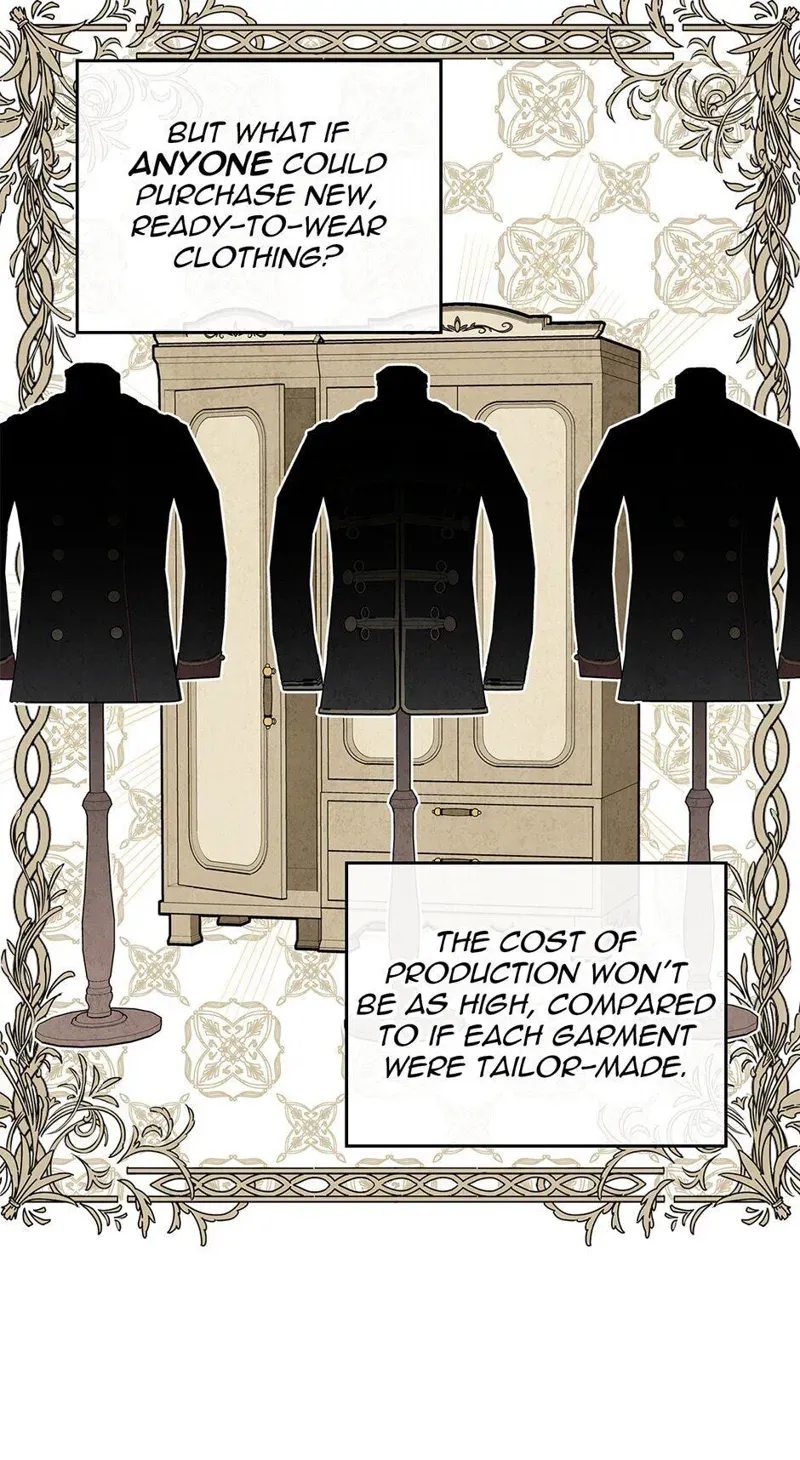 BUT WHAT IF
ANYONE COULD
PURCHASE NEW,
READY-TO-WEAR
CLOTHING?
THE COST OF
PRODUCTION WON'T
BE AS HIGH, COMPARED
TO IF EACH GARMENT
WERE TAILOR-MADE.